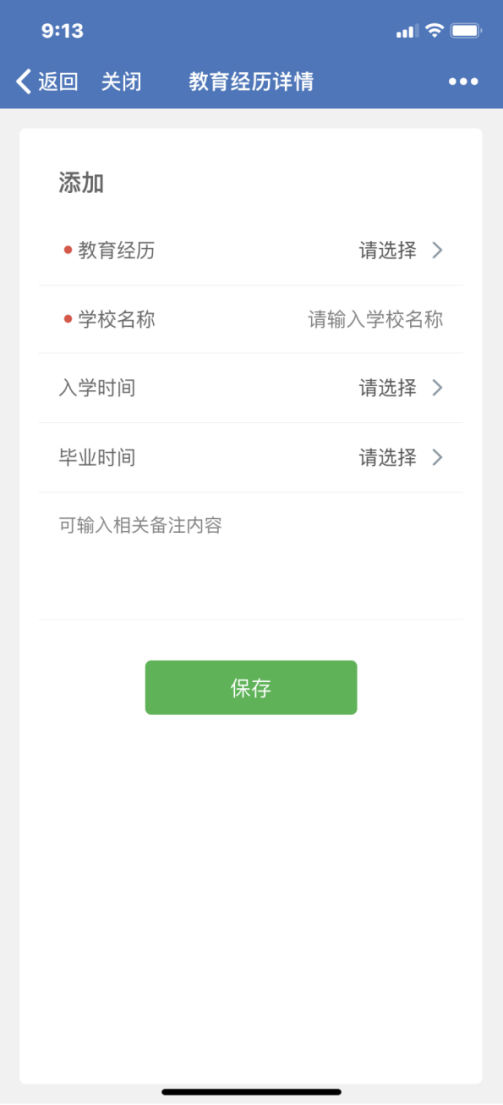 9:13
返回 关闭 教育经历详情
添加
教育经历 请选择
学校名称 请输入学校名称
入学时间 请选择
毕业时间 请选择
可输入相关备注内容
保存